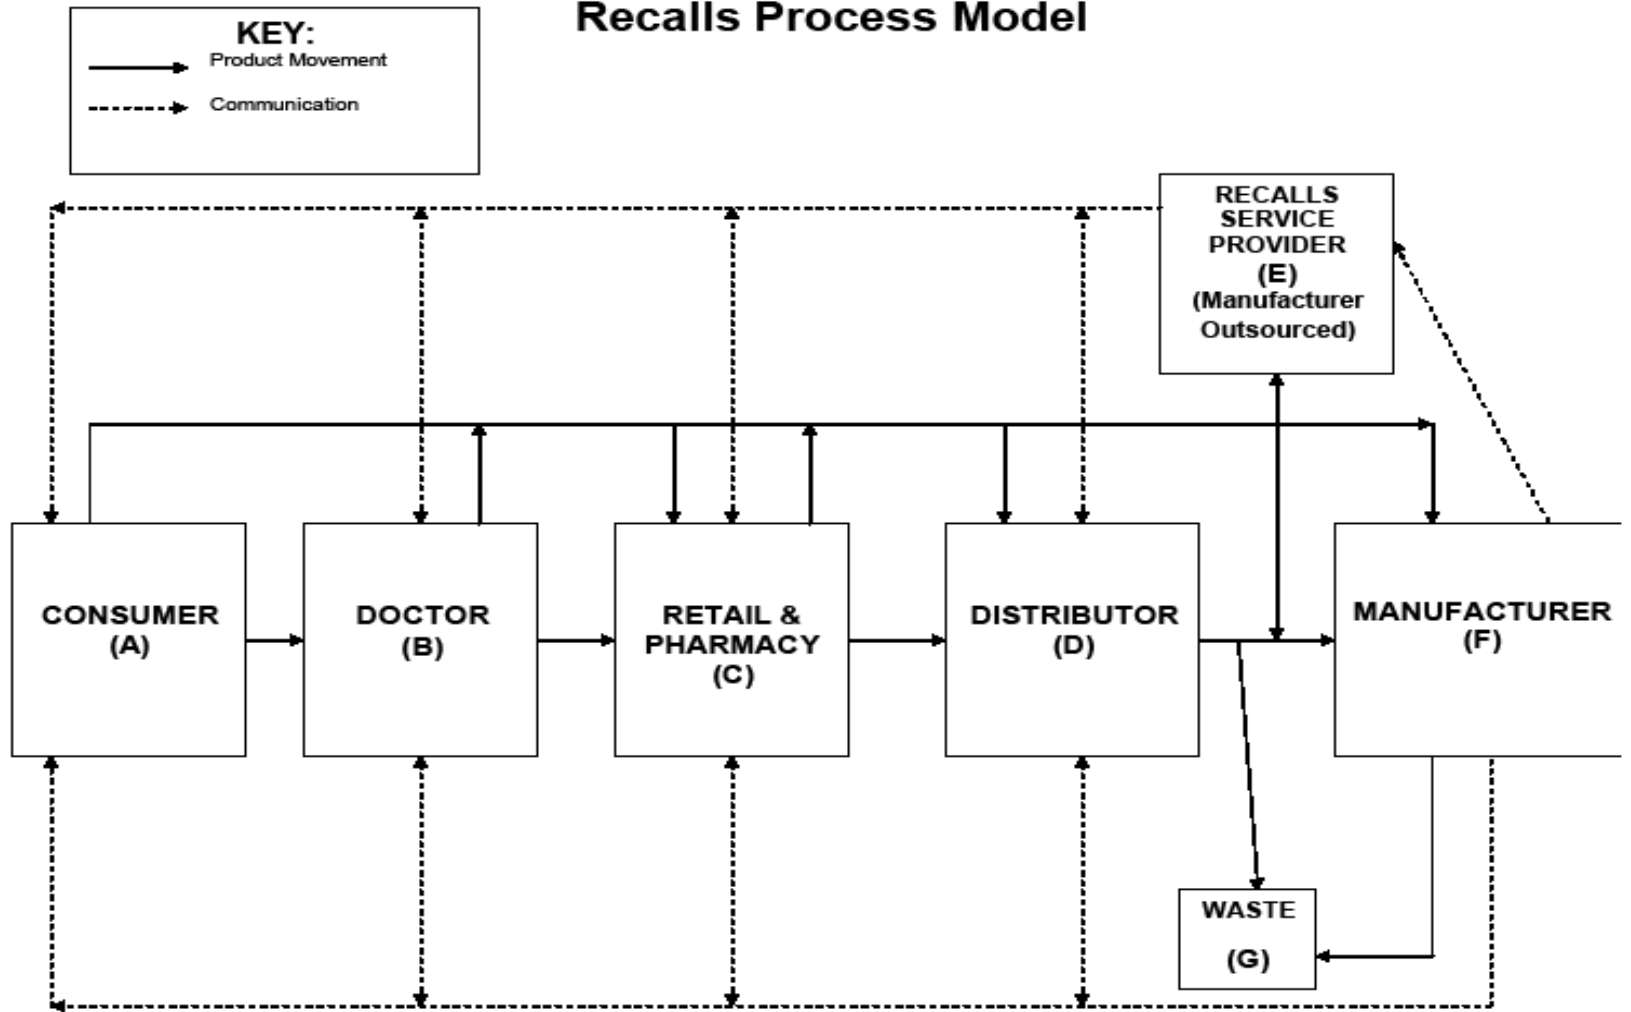 Recalls Process Model
KEY:
Product Movement
Communication
RECALLS
SERVICE
PROVIDER
(E)
(Manufacturer
Outsourced)
CONSUMER
(A)
DOCTOR
(B)
RETAIL &
PHARMACY
(C)
DISTRIBUTOR
(D)
MANUFACTURER
(F)
WASTE
(G)